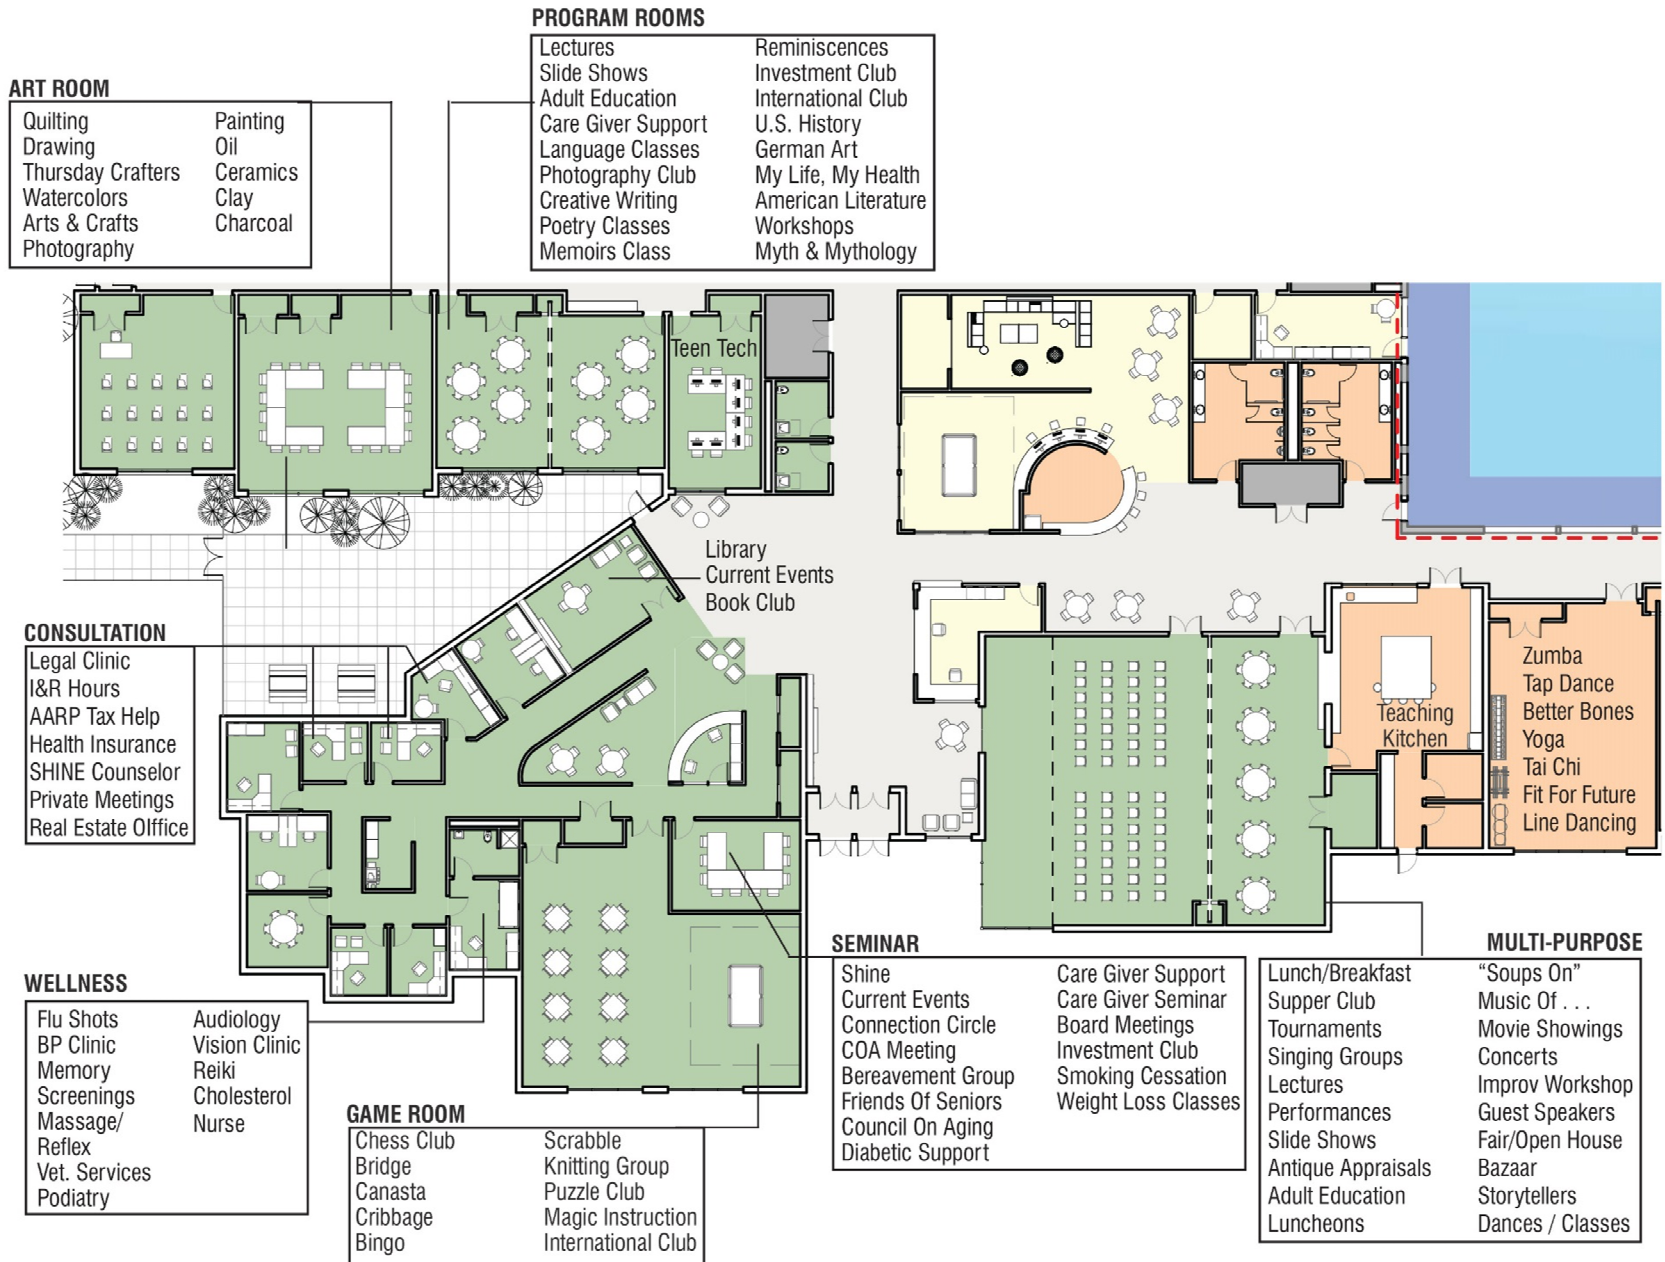 PROGRAM ROOMS
Lectures
Slide Shows
Adult Education
Care Giver Support
Language Classes
Photography Club
Creative Writing
Poetry Classes
Memoirs Class
Reminiscences
Investment Club
International Club
U.S. History
German Art
My Life, My Health
American Literature
Workshops
Myth & Mythology
ART ROOM
Quilting
Drawing
Thursday Crafters
Watercolors
Arts & Crafts
Photography
Painting
Oil
Ceramics
Clay
Charcoal
Teen Tech
Library
Current Events
Book Club
CONSULTATION
Legal Clinic
I&R Hours
AARP Tax Help
Health Insurance
SHINE Counselor
Private Meetings
Real Estate OIffice
Teaching
Kitchen
Zumba
Tap Dance
Better Bones
Yoga
Tai Chi
Fit For Future
Line Dancing
WELLNESS
Flu Shots
BP Clinic
Memory
Screenings
Massage/
Reflex
Vet. Services
Podiatry
Audiology
Vision Clinic
Reiki
Cholesterol
Nurse
GAME ROOM
Chess Club
Bridge
Canasta
Cribbage
Bingo
Scrabble
Knitting Group
Puzzle Club
Magic Instruction
International Club
SEMINAR
Shine
Current Events
Connection Circle
COA Meeting
Bereavement Group
Friends Of Seniors
Council On Aging
Diabetic Support
Care Giver Support
Care Giver Seminar
Board Meetings
Investment Club
Smoking Cessation
Weight Loss Classes
MULTI-PURPOSE
Lunch/Breakfast
Supper Club
Tournaments
Singing Groups
Lectures
Performances
Slide Shows
Antique Appraisals
Adult Education
Luncheons
“Soups On”
Music Of . . .
Movie Showings
Concerts
Improv Workshop
Guest Speakers
Fair/Open House
Bazaar
Storytellers
Dances / Classes